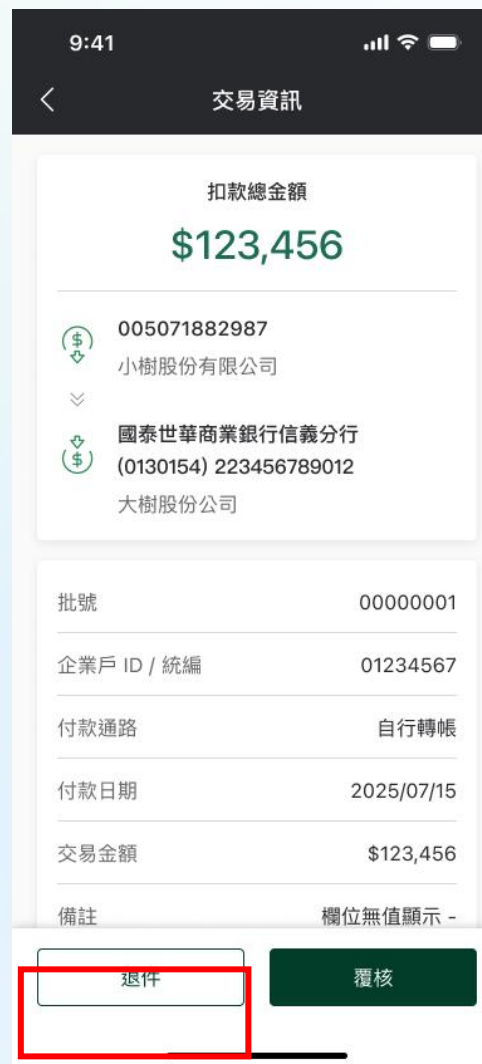 9:41
交易資訊
扣款總金額
$123,456
005071882987
小樹股份有限公司
國泰世華商業銀行信義分行
(0130154) 223456789012
大樹股份公司
批號 00000001
企業戶 ID / 統編 01234567
付款通路 自行轉帳
付款日期 2025/07/15
交易金額 $123,456
備註 欄位無值顯示 -
退件 覆核